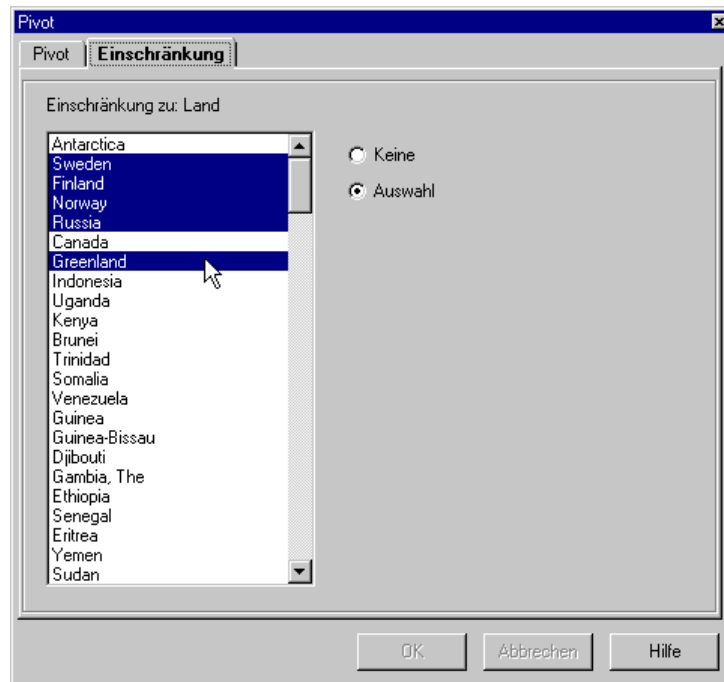 Pivot
Pivot Einschränkung
Einschränkung zu: Land
Antarctica
Sweden
Finland
Norway
Russia
Canada
Greenland
Indonesia
Uganda
Kenya
Brunei
Trinidad
Somalia
Venezuela
Guinea
Guinea-Bissau
Djibouti
Gambia, The
Ethiopia
Senegal
Eritrea
Yemen
Sudan
Keine
Auswahl
OK Abbrechen Hilfe